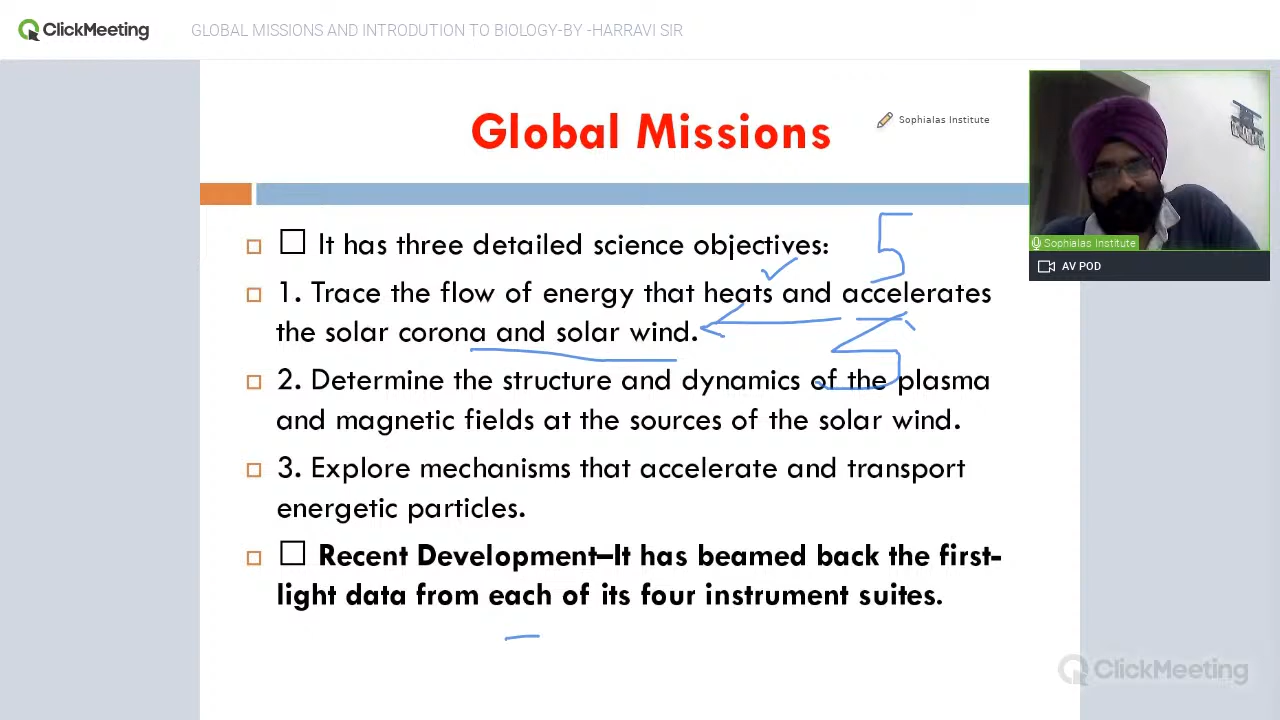 ClickMeeting
GLOBAL MISSIONS AND INTRODUTION TO BIOLOGY-BY -HARRAVI SIR
Global Missions
Sophialas Institute
Sophialas Institute
AV POD
It has three detailed science objectives:
5
1. Trace the flow of energy that heats and accelerates
the solar corona and solar wind.
2. Determine the structure and dynamics of the plasma
and magnetic fields at the sources of the solar wind.
3. Explore mechanisms that accelerate and transport
energetic particles.
Recent Development–It has beamed back the first-
light data from each of its four instrument suites.
ClickMeeting